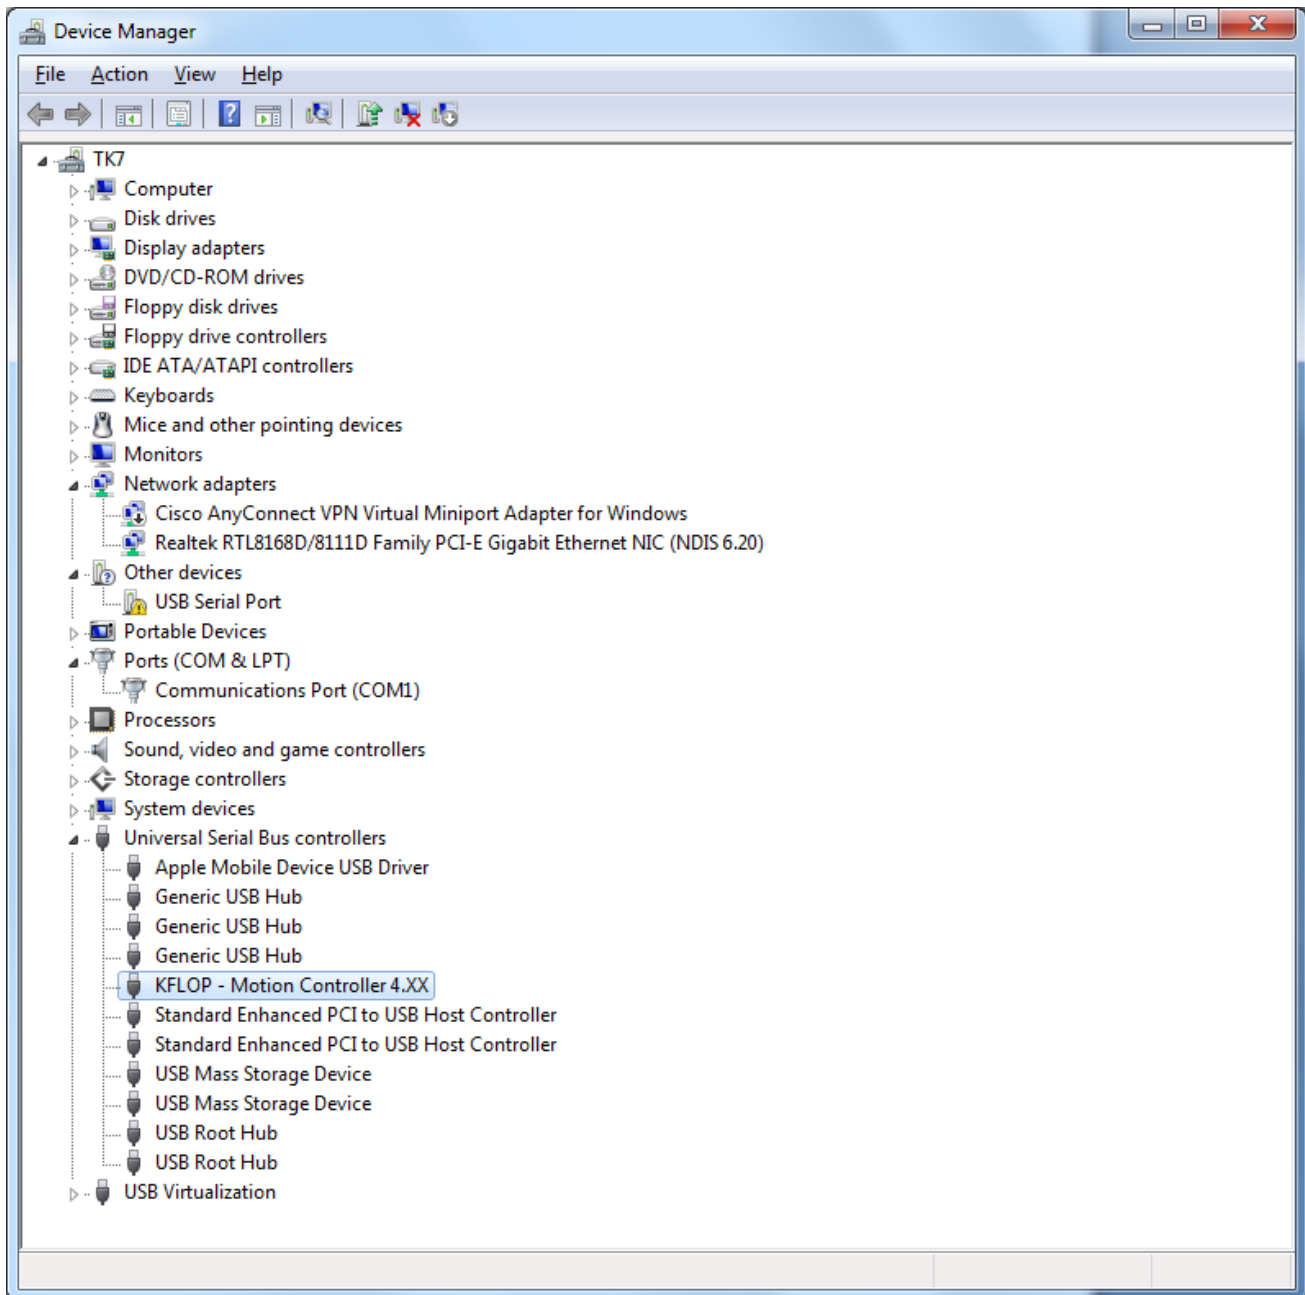 Device Manager
File Action View Help
TK7
Computer
Disk drives
Display adapters
DVD/CD-ROM drives
Floppy disk drives
Floppy drive controllers
IDE ATA/ATAPI controllers
Keyboards
Mice and other pointing devices
Monitors
Network adapters
Cisco AnyConnect VPN Virtual Miniport Adapter for Windows
Realtek RTL8168D/8111D Family PCI-E Gigabit Ethernet NIC (NDIS 6.20)
Other devices
USB Serial Port
Portable Devices
Ports (COM & LPT)
Communications Port (COM1)
Processors
Sound, video and game controllers
Storage controllers
System devices
Universal Serial Bus controllers
Apple Mobile Device USB Driver
Generic USB Hub
Generic USB Hub
Generic USB Hub
KFLOP - Motion Controller 4.XX
Standard Enhanced PCI to USB Host Controller
Standard Enhanced PCI to USB Host Controller
USB Mass Storage Device
USB Mass Storage Device
USB Root Hub
USB Root Hub
USB Virtualization